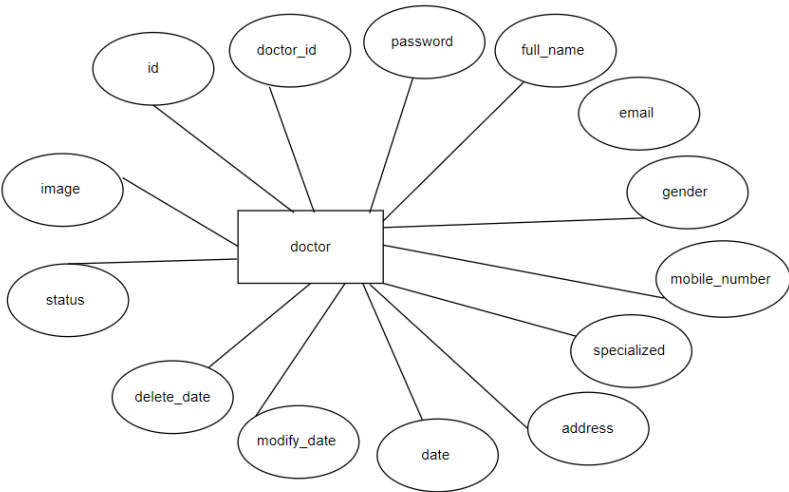 id
doctor_id
password
full_name
email
image
gender
doctor
mobile_number
status
specialized
delete_date
address
modify_date
date